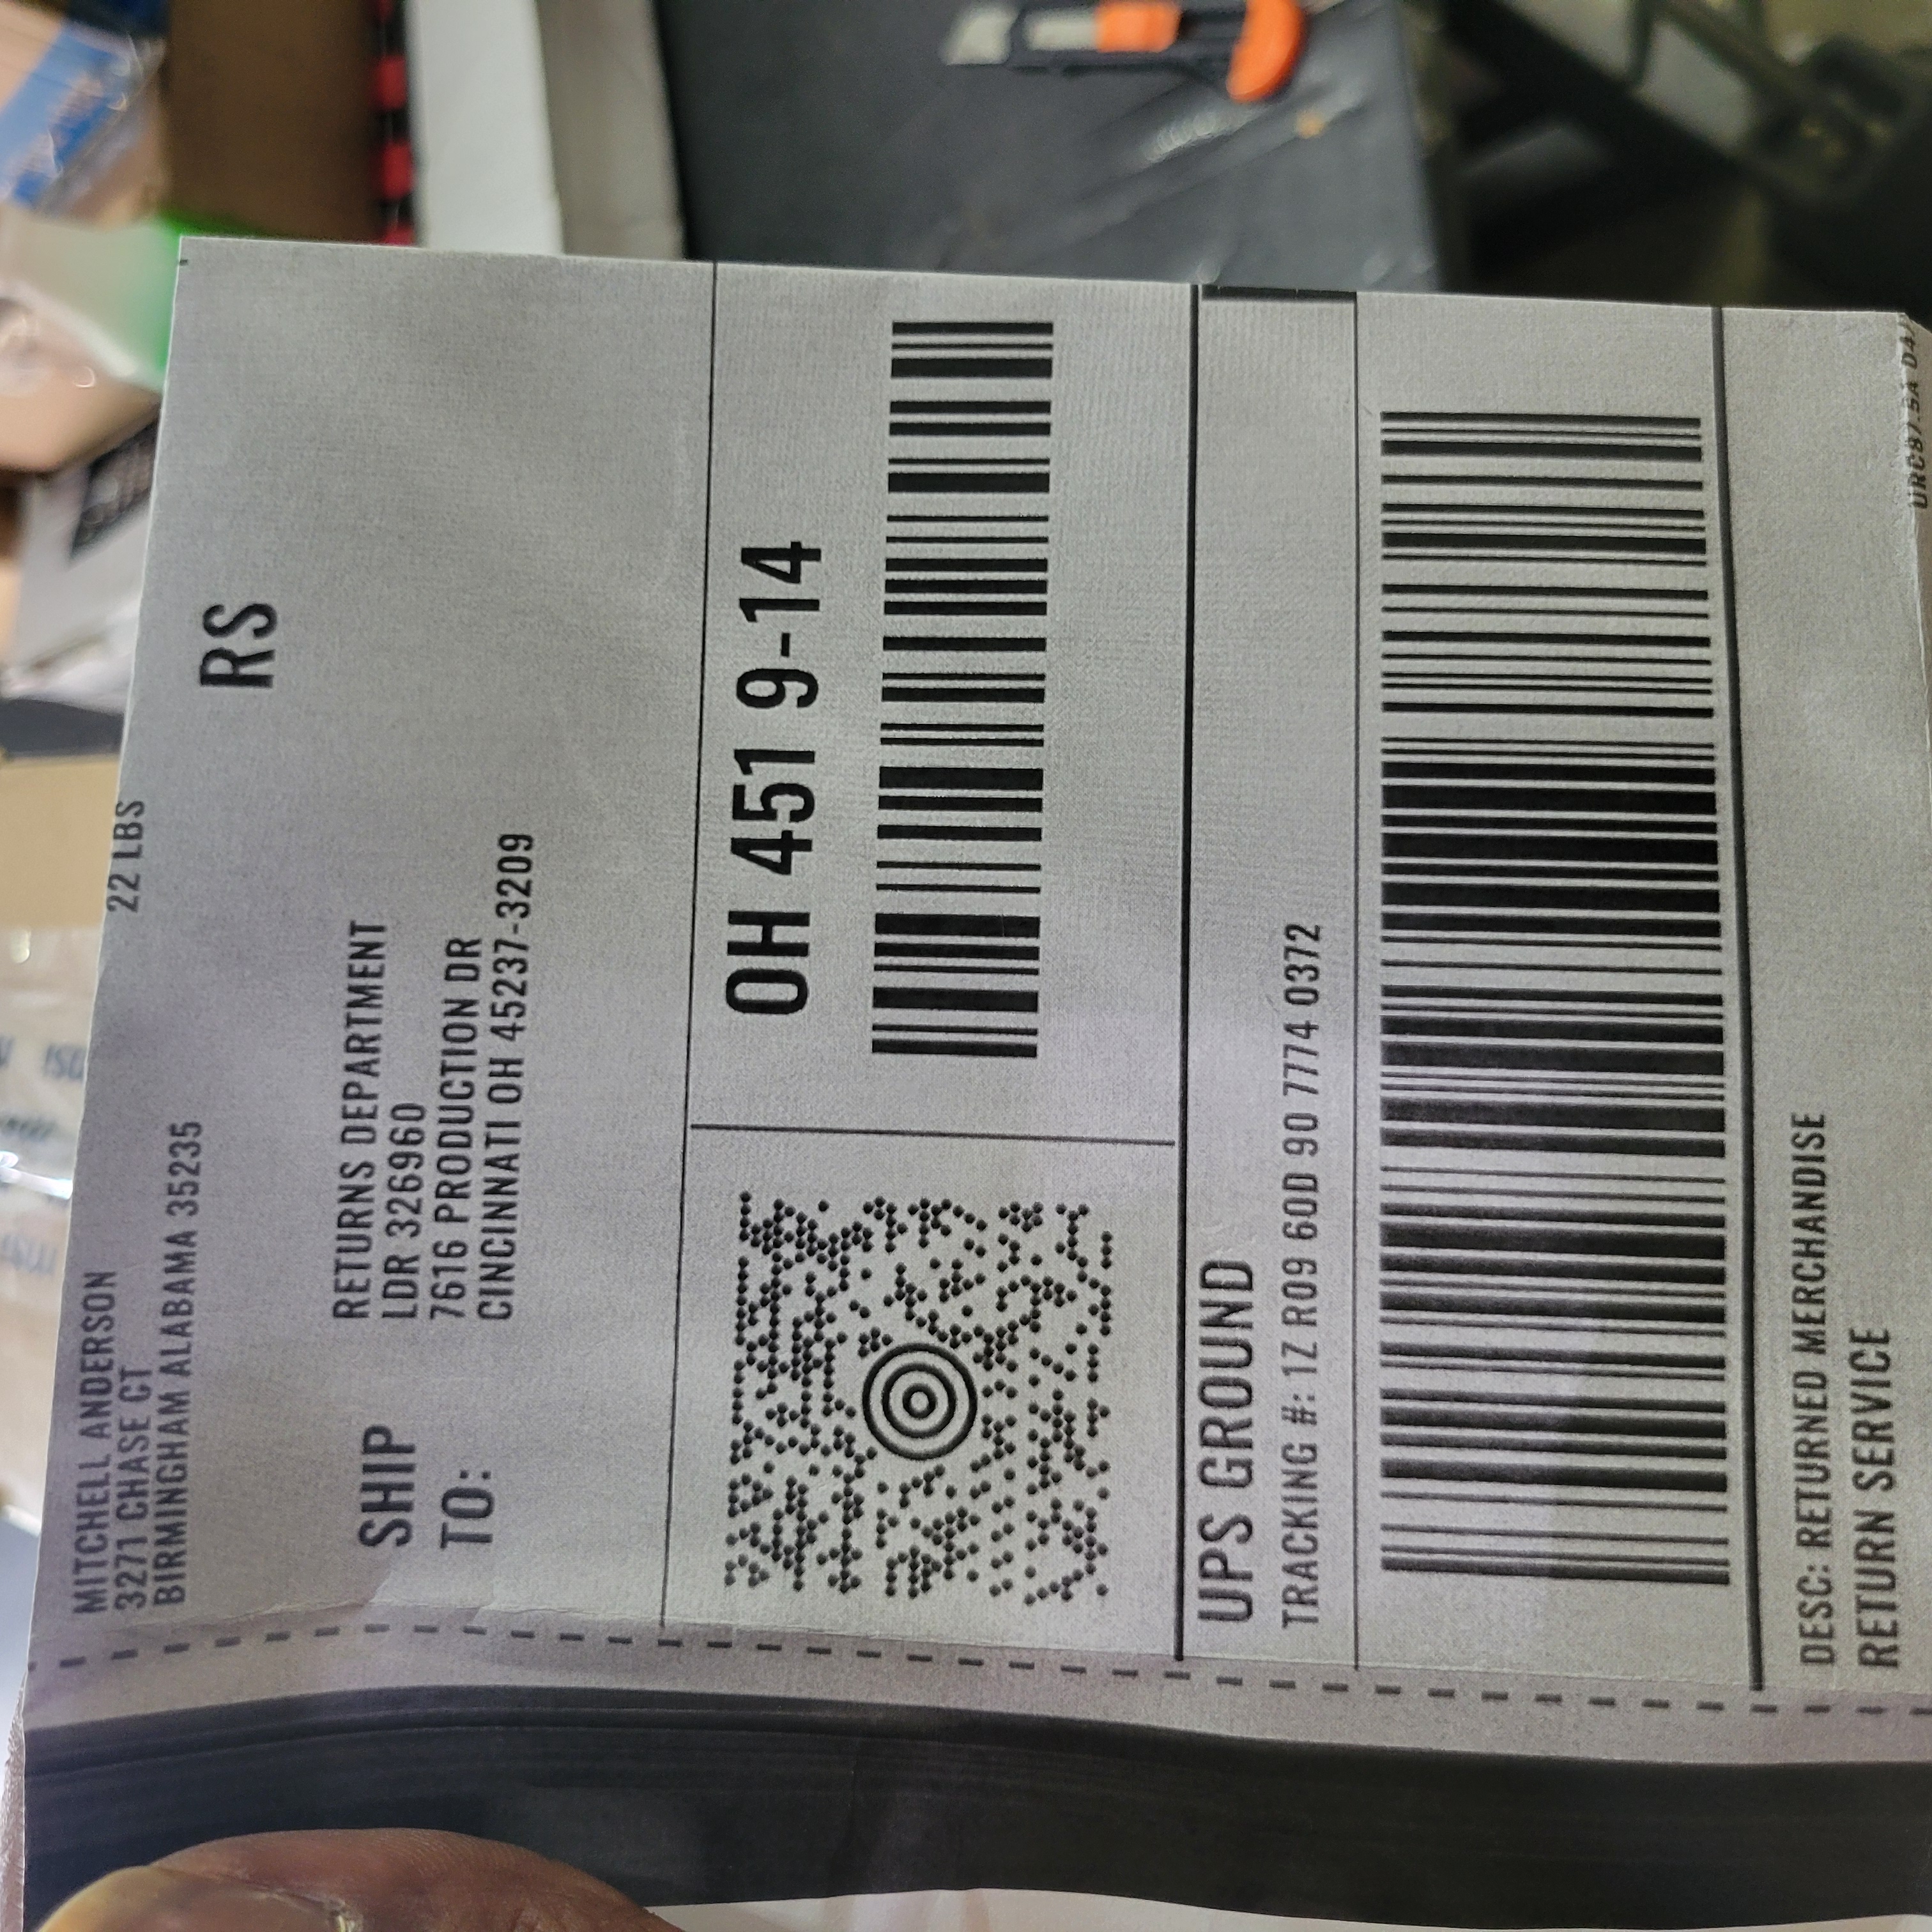 MITCHELL ANDERSON
3271 CHASE CT
BIRMINGHAM ALABAMA 35235
22 LBS
RS
SHIP
TO:
RETURNS DEPARTMENT
LDR 3269960
7616 PRODUCTION DR
CINCINNATI OH 45237-3209
OH 451 9-14
UPS GROUND
TRACKING #: 1Z R09 60D 90 7774 0372
DESC: RETURNED MERCHANDISE
RETURN SERVICE